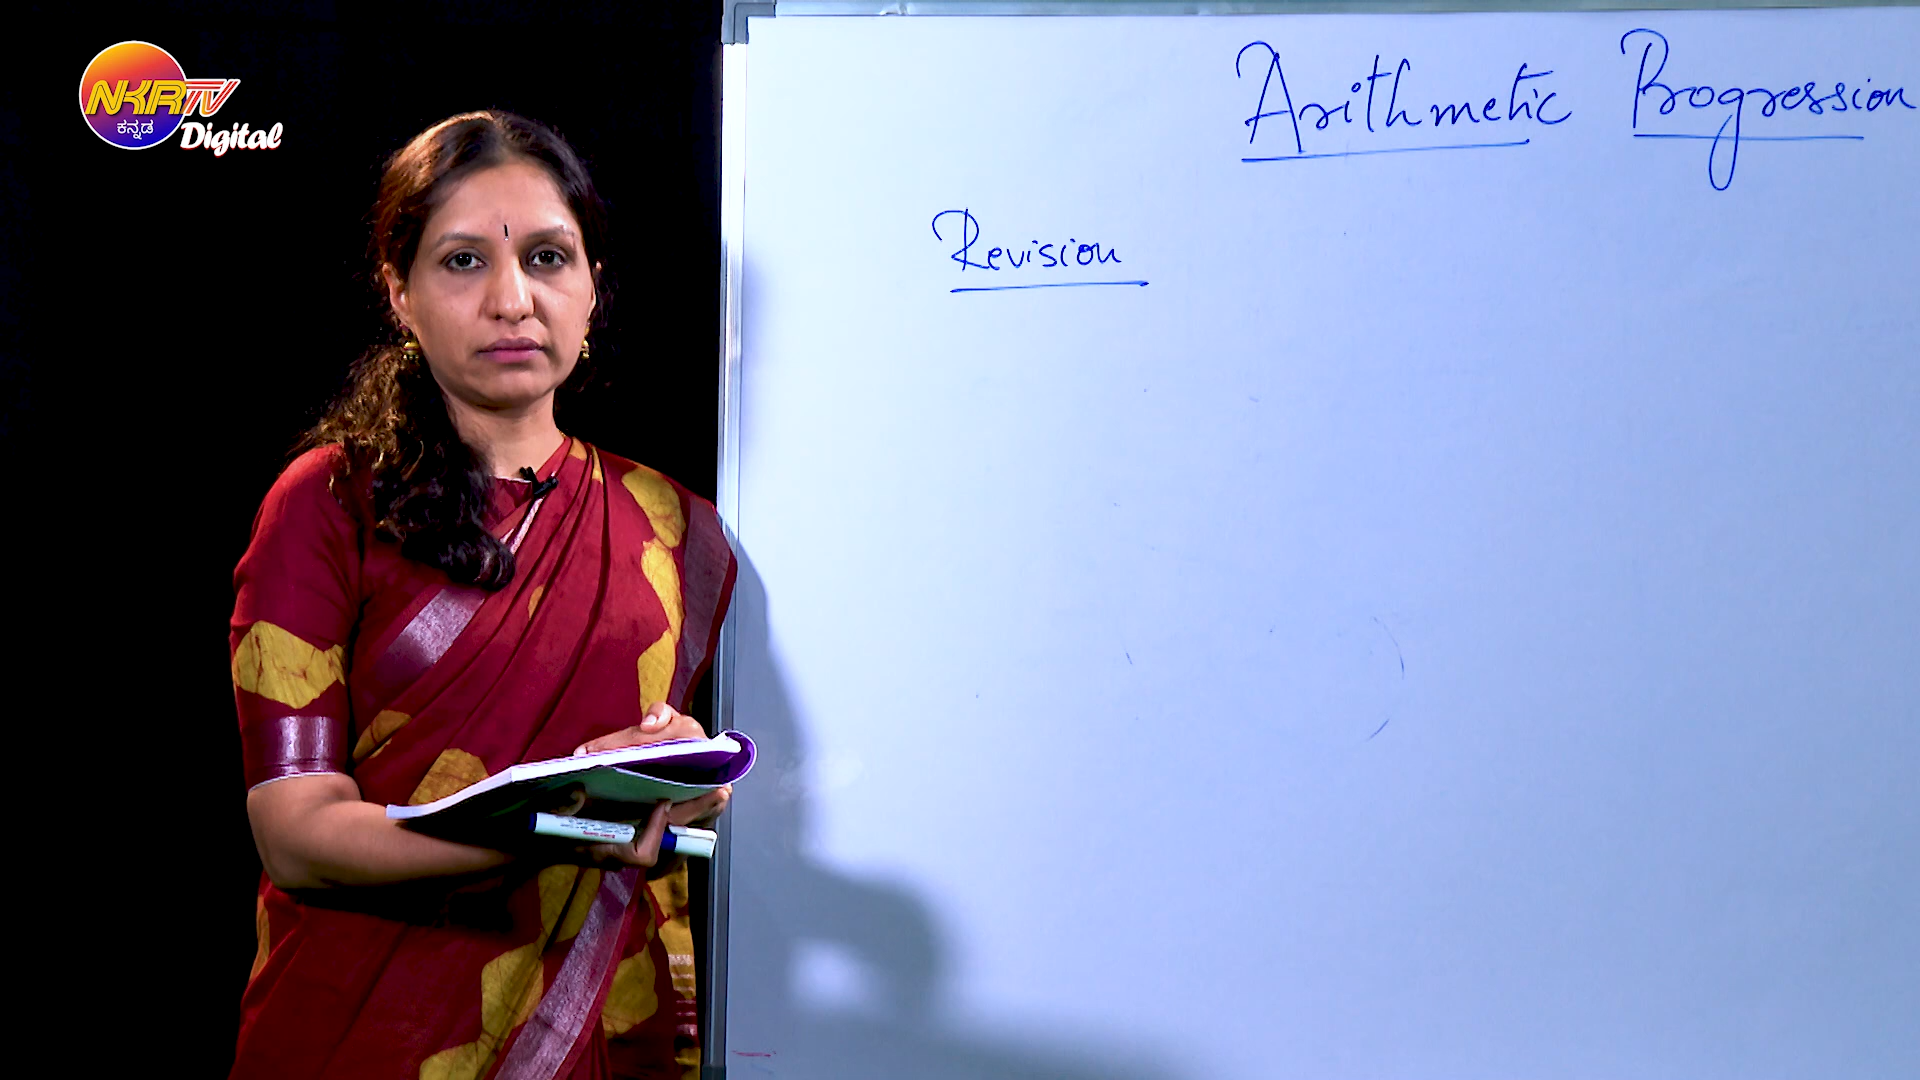 NKRTV
ಕನ್ನಡ
Digital
Arithmetic Progression
Revision